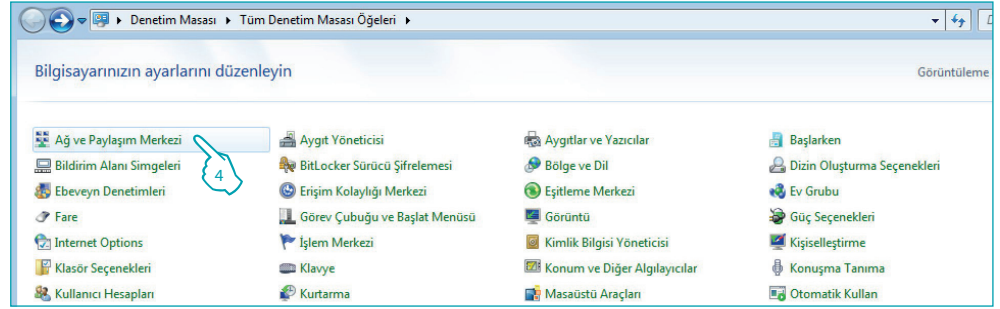 Denetim Masası ▸ Tüm Denetim Masası Öğeleri ▸
Bilgisayarınızın ayarlarını düzenleyin
Görüntüleme
Ağ ve Paylaşım Merkezi
Aygıt Yöneticisi
Aygıtlar ve Yazıcılar
Başlarken
4
Bildirim Alanı Simgeleri
BitLocker Sürücü Şifrelemesi
Bölge ve Dil
Dizin Oluşturma Seçenekleri
Ebeveyn Denetimleri
Erişim Kolaylığı Merkezi
Eşitleme Merkezi
Ev Grubu
Fare
Görev Çubuğu ve Başlat Menüsü
Görüntü
Güç Seçenekleri
Internet Options
İşlem Merkezi
Kimlik Bilgisi Yöneticisi
Kişiselleştirme
Klasör Seçenekleri
Klavye
Konum ve Diğer Algılayıcılar
Konuşma Tanıma
Kullanıcı Hesapları
Kurtarma
Masaüstü Araçları
Otomatik Kullan